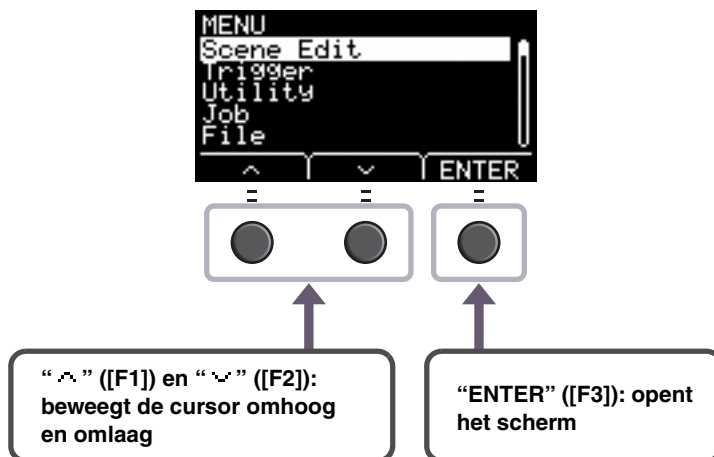 MENU
Scene Edit
Trigger
Utility
Job
File
^ v ENTER
“ ^ ” ([F1]) en “ v ” ([F2]):
beweegt de cursor omhoog
en omlaag
“ENTER” ([F3]): opent
het scherm